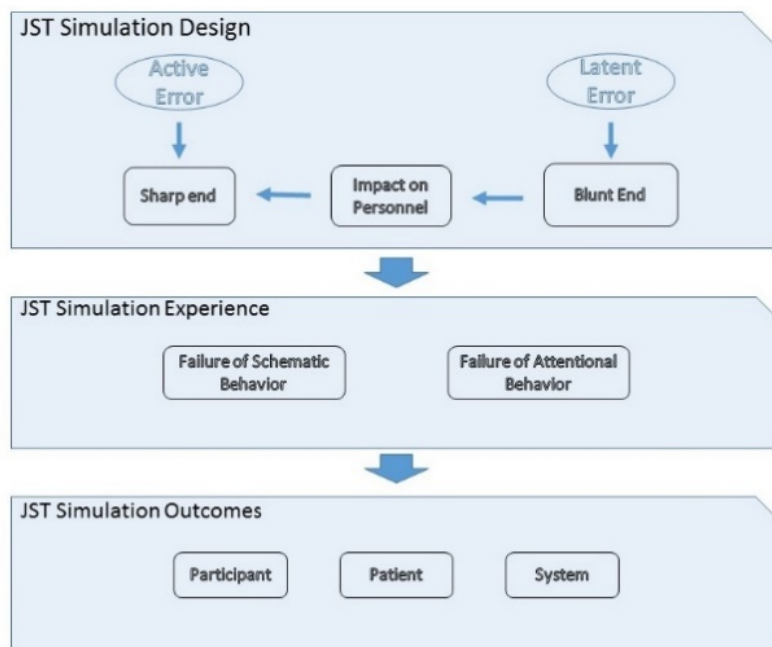 JST Simulation Design
Active
Error
Latent
Error
Sharp end
Impact on
Personnel
Blunt End
JST Simulation Experience
Failure of Schematic
Behavior
Failure of Attentional
Behavior
JST Simulation Outcomes
Participant
Patient
System